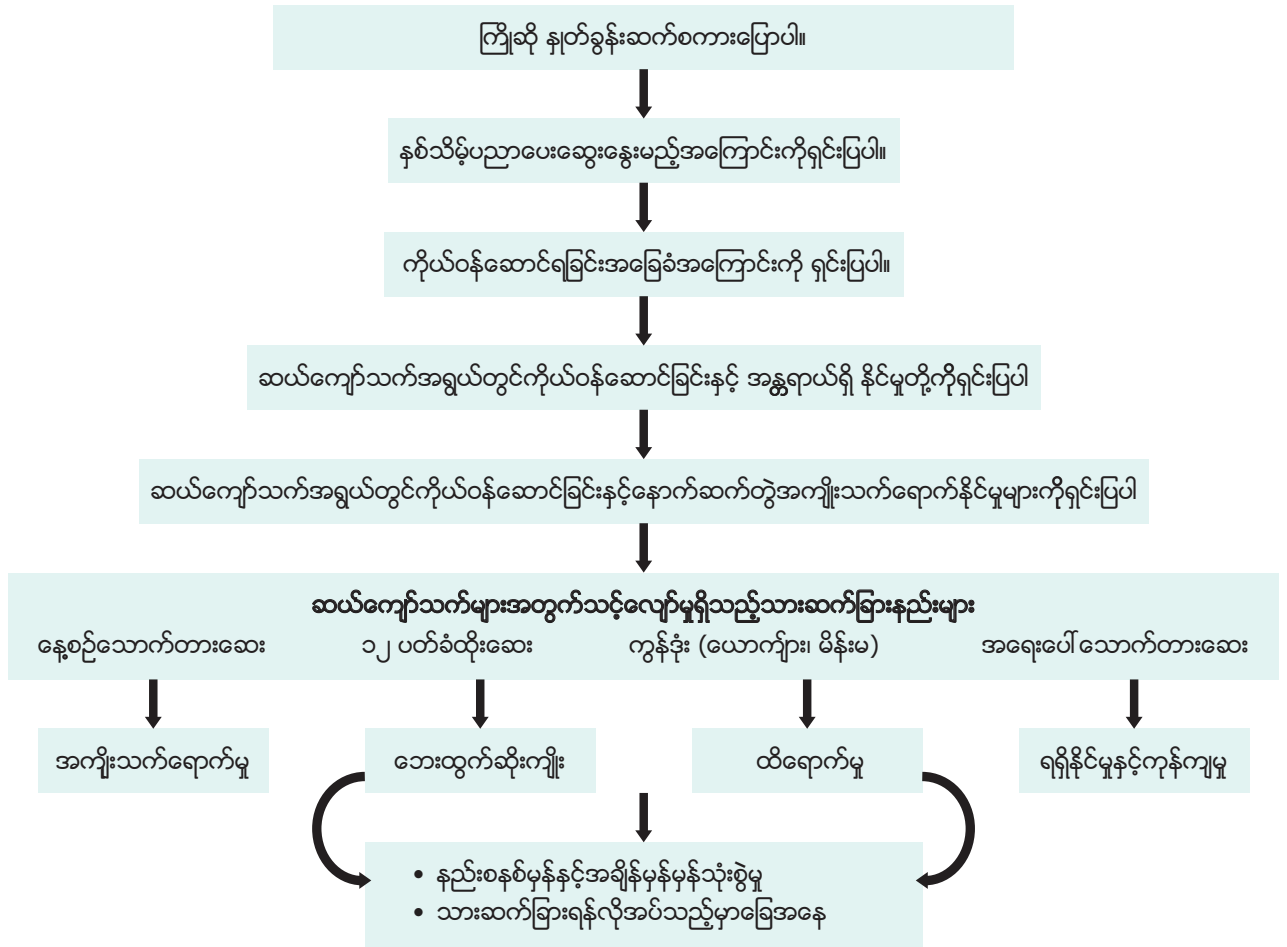 ကြိုဆို နှုတ်ခွန်းဆက်စကားပြောပါ။
နှစ်သိမ့်ပညာပေးဆွေးနွေးမည့်အကြောင်းကိုရှင်းပြပါ။
ကိုယ်ဝန်ဆောင်ရခြင်းအခြေခံအကြောင်းကို ရှင်းပြပါ။
ဆယ်ကျော်သက်အရွယ်တွင်ကိုယ်ဝန်ဆောင်ခြင်းနှင့် အန္တရာယ်ရှိ နိုင်မှုတို့ကိုရှင်းပြပါ
ဆယ်ကျော်သက်အရွယ်တွင်ကိုယ်ဝန်ဆောင်ခြင်းနှင့်နောက်ဆက်တွဲအကျိုးသက်ရောက်နိုင်မှုများကိုရှင်းပြပါ
ဆယ်ကျော်သက်များအတွက်သင့်လျော်မှုရှိသည့်သားဆက်ခြားနည်းများ
နေ့စဉ်သောက်တားဆေး ၁၂ ပတ်ခံထိုးဆေး ကွန်ဒုံး (ယောကျ်ား၊ မိန်းမ) အရေးပေါ် သောက်တားဆေး
အကျိုးသက်ရောက်မှု ဘေးထွက်ဆိုးကျိုး ထိရောက်မှု ရရှိနိုင်မှုနှင့်ကုန်ကျမှု
• နည်းစနစ်မှန်နှင့်အချိန်မှန်မှန်သုံးစွဲမှု
• သားဆက်ခြားရန်လိုအပ်သည့်မှာခြေအနေ